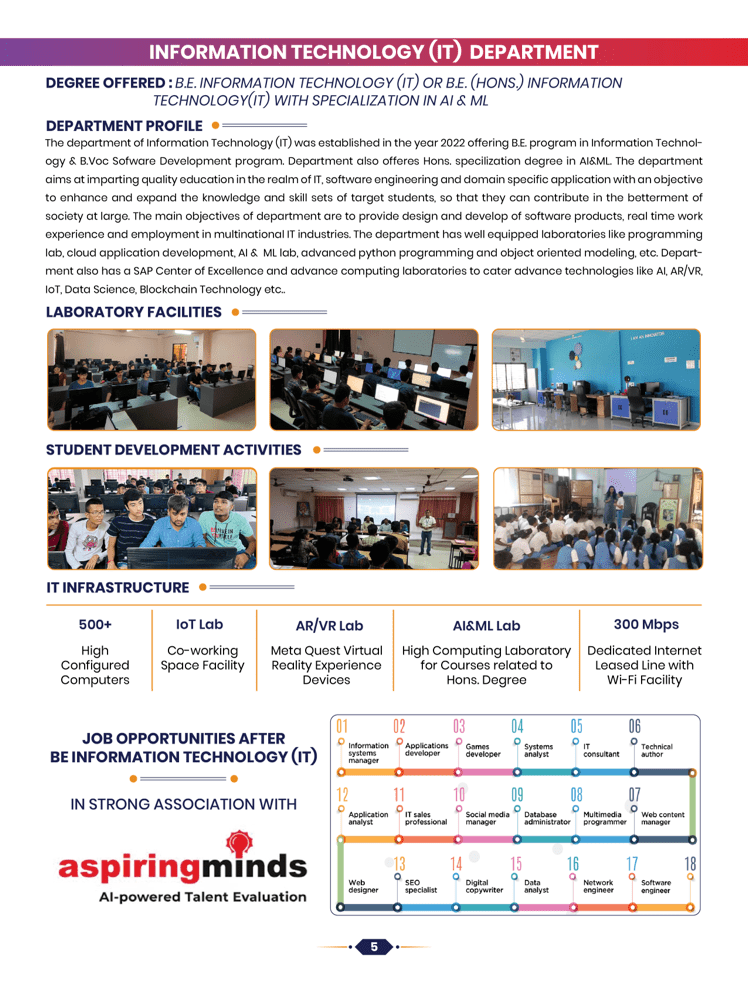 INFORMATION TECHNOLOGY (IT) DEPARTMENT
DEGREE OFFERED : B.E. INFORMATION TECHNOLOGY (IT) OR B.E. (HONS.) INFORMATION
TECHNOLOGY(IT) WITH SPECIALIZATION IN AI & ML
DEPARTMENT PROFILE
The department of Information Technology (IT) was established in the year 2022 offering B.E. program in Information Technol-
ogy & B.Voc Sofware Development program. Department also offeres Hons. specilization degree in AI&ML. The department
aims at imparting quality education in the realm of IT, software engineering and domain specific application with an objective
to enhance and expand the knowledge and skill sets of target students, so that they can contribute in the betterment of
society at large. The main objectives of department are to provide design and develop of software products, real time work
experience and employment in multinational IT industries. The department has well equipped laboratories like programming
lab, cloud application development, AI & ML lab, advanced python programming and object oriented modeling, etc. Depart-
ment also has a SAP Center of Excellence and advance computing laboratories to cater advance technologies like AI, AR/VR,
IoT, Data Science, Blockchain Technology etc..
LABORATORY FACILITIES
STUDENT DEVELOPMENT ACTIVITIES
IT INFRASTRUCTURE
500+
High
Configured
Computers
IoT Lab
Co-working
Space Facility
AR/VR Lab
Meta Quest Virtual
Reality Experience
Devices
AI&ML Lab
High Computing Laboratory
for Courses related to
Hons. Degree
300 Mbps
Dedicated Internet
Leased Line with
Wi-Fi Facility
JOB OPPORTUNITIES AFTER
BE INFORMATION TECHNOLOGY (IT)
IN STRONG ASSOCIATION WITH
aspiringminds
AI-powered Talent Evaluation
01
Information
systems
manager
02
Applications
developer
03
Games
developer
04
Systems
analyst
05
IT
consultant
06
Technical
author
12
Application
analyst
11
IT sales
professional
10
Social media
manager
09
Database
administrator
08
Multimedia
programmer
07
Web content
manager
Web
designer
13
SEO
specialist
14
Digital
copywriter
15
Data
analyst
16
Network
engineer
17
Software
engineer
18
5